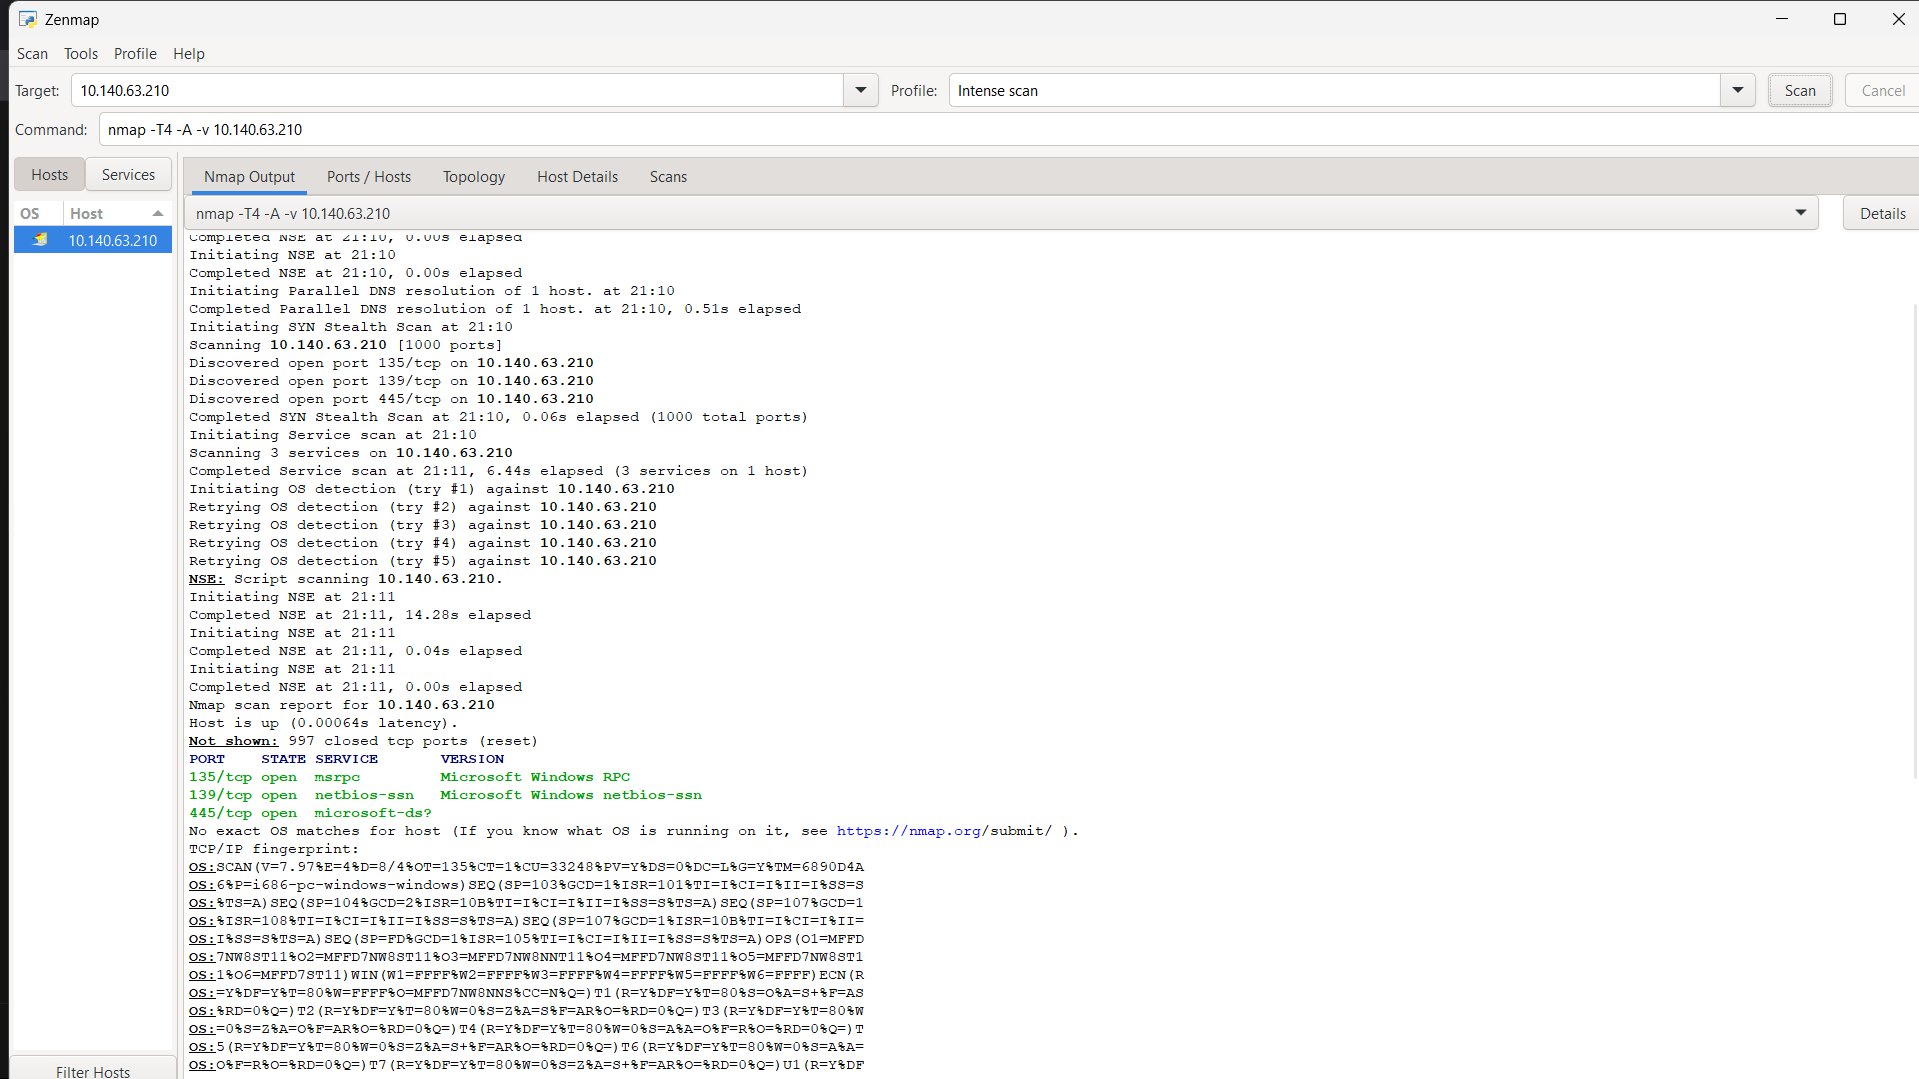 Zenmap
Scan Tools Profile Help
Target: 10.140.63.210 Profile: Intense scan Scan Cancel
Command: nmap -T4 -A -v 10.140.63.210
Hosts Services
Nmap Output Ports / Hosts Topology Host Details Scans
OS Host
nmap -T4 -A -v 10.140.63.210 Details
10.140.63.210
Completed NSE at 21:10, 0.00s elapsed
Initiating NSE at 21:10
Completed NSE at 21:10, 0.00s elapsed
Initiating Parallel DNS resolution of 1 host. at 21:10
Completed Parallel DNS resolution of 1 host. at 21:10, 0.51s elapsed
Initiating SYN Stealth Scan at 21:10
Scanning 10.140.63.210 [1000 ports]
Discovered open port 135/tcp on 10.140.63.210
Discovered open port 139/tcp on 10.140.63.210
Discovered open port 445/tcp on 10.140.63.210
Completed SYN Stealth Scan at 21:10, 0.06s elapsed (1000 total ports)
Initiating Service scan at 21:10
Scanning 3 services on 10.140.63.210
Completed Service scan at 21:11, 6.44s elapsed (3 services on 1 host)
Initiating OS detection (try #1) against 10.140.63.210
Retrying OS detection (try #2) against 10.140.63.210
Retrying OS detection (try #3) against 10.140.63.210
Retrying OS detection (try #4) against 10.140.63.210
Retrying OS detection (try #5) against 10.140.63.210
NSE: Script scanning 10.140.63.210.
Initiating NSE at 21:11
Completed NSE at 21:11, 14.28s elapsed
Initiating NSE at 21:11
Completed NSE at 21:11, 0.04s elapsed
Initiating NSE at 21:11
Completed NSE at 21:11, 0.00s elapsed
Nmap scan report for 10.140.63.210
Host is up (0.00064s latency).
Not shown: 997 closed tcp ports (reset)
PORT STATE SERVICE VERSION
135/tcp open msrpc Microsoft Windows RPC
139/tcp open netbios-ssn Microsoft Windows netbios-ssn
445/tcp open microsoft-ds?
No exact OS matches for host (If you know what OS is running on it, see https://nmap.org/submit/ ).
TCP/IP fingerprint:
OS:SCAN(V=7.97%E=4%D=8/4%OT=135%CT=1%CU=33248%PV=Y%DS=0%DC=L%G=Y%TM=6890D4A
OS:6%P=i686-pc-windows-windows)SEQ(SP=103%GCD=1%ISR=101%TI=I%CI=I%II=I%SS=S
OS:%TS=A)SEQ(SP=104%GCD=2%ISR=10B%TI=I%CI=I%II=I%SS=S%TS=A)SEQ(SP=107%GCD=1
OS:%ISR=108%TI=I%CI=I%II=I%SS=S%TS=A)SEQ(SP=107%GCD=1%ISR=10B%TI=I%CI=I%II=
OS:I%SS=S%TS=A)SEQ(SP=FD%GCD=1%ISR=105%TI=I%CI=I%II=I%SS=S%TS=A)OPS(O1=MFFD
OS:7NW8ST11%O2=MFFD7NW8ST11%O3=MFFD7NW8NNT11%O4=MFFD7NW8ST11%O5=MFFD7NW8ST1
OS:1%O6=MFFD7ST11)WIN(W1=FFFF%W2=FFFF%W3=FFFF%W4=FFFF%W5=FFFF%W6=FFFF)ECN(R
OS:=Y%DF=Y%T=80%W=FFFF%O=MFFD7NW8NNS%CC=N%Q=)T1(R=Y%DF=Y%T=80%S=O%A=S+%F=AS
OS:%RD=0%Q=)T2(R=Y%DF=Y%T=80%W=0%S=Z%A=S%F=AR%O=%RD=0%Q=)T3(R=Y%DF=Y%T=80%W
OS:=0%S=Z%A=O%F=AR%O=%RD=0%Q=)T4(R=Y%DF=Y%T=80%W=0%S=A%A=O%F=R%O=%RD=0%Q=)T
OS:5(R=Y%DF=Y%T=80%W=0%S=Z%A=S+%F=AR%O=%RD=0%Q=)T6(R=Y%DF=Y%T=80%W=0%S=A%A=
OS:O%F=R%O=%RD=0%Q=)T7(R=Y%DF=Y%T=80%W=0%S=Z%A=S+%F=AR%O=%RD=0%Q=)U1(R=Y%DF
Filter Hosts